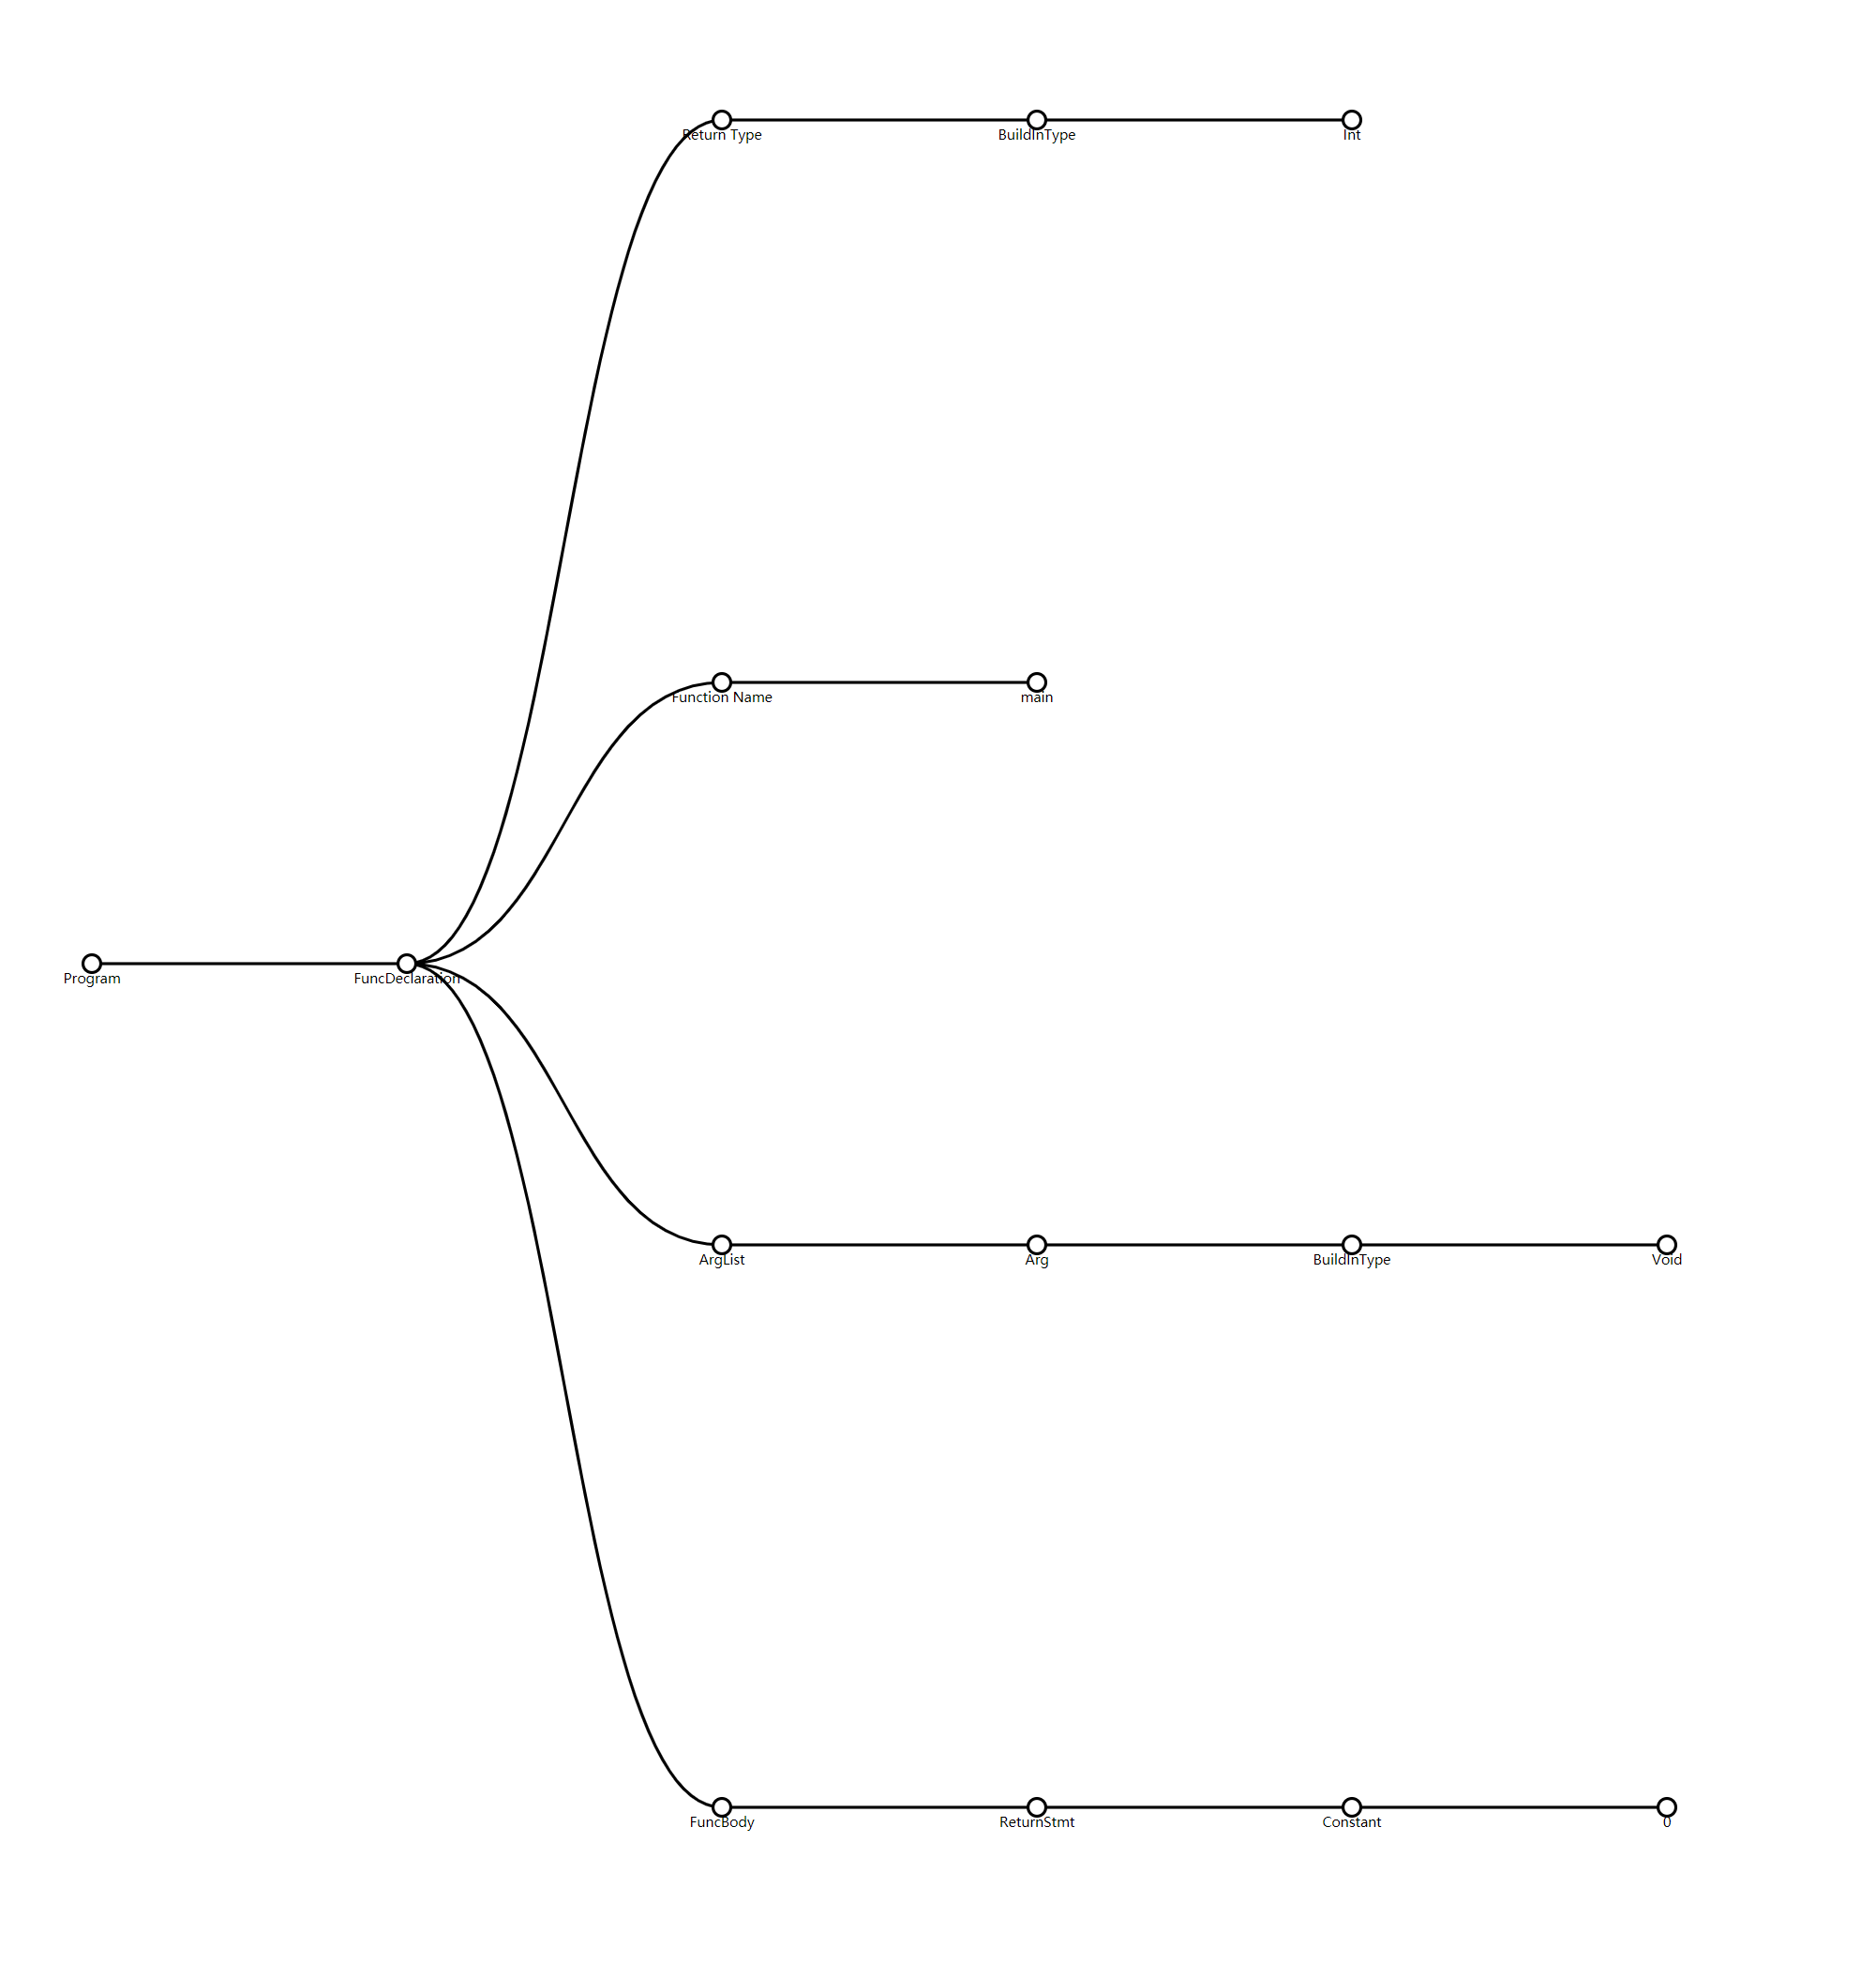 Return Type
BuildInType
Int
Function Name
main
Program
FuncDeclaration
ArgList
Arg
BuildInType
Void
FuncBody
ReturnStmt
Constant
0